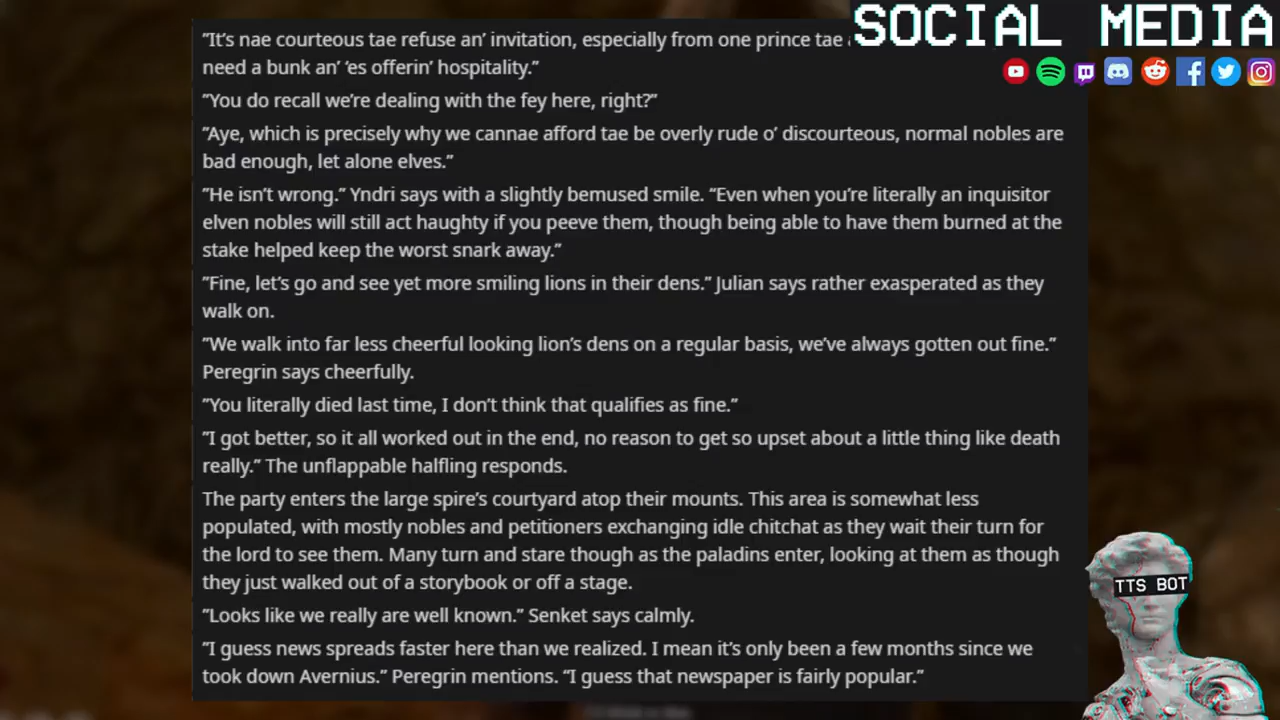 SOCIAL MEDIA
"It's nae courteous tae refuse an' invitation, especially from one prince tae
need a bunk an' 'es offerin' hospitality."
"You do recall we're dealing with the fey here, right?"
"Aye, which is precisely why we cannae afford tae be overly rude o' discourteous, normal nobles are
bad enough, let alone elves."
"He isn't wrong." Yndri says with a slightly bemused smile. "Even when you're literally an inquisitor
elven nobles will still act haughty if you peeve them, though being able to have them burned at the
stake helped keep the worst snark away."
"Fine, let's go and see yet more smiling lions in their dens." Julian says rather exasperated as they
walk on.
"We walk into far less cheerful looking lion's dens on a regular basis, we've always gotten out fine."
Peregrin says cheerfully.
"You literally died last time, I don't think that qualifies as fine."
"I got better, so it all worked out in the end, no reason to get so upset about a little thing like death
really." The unflappable halfling responds.
The party enters the large spire's courtyard atop their mounts. This area is somewhat less
populated, with mostly nobles and petitioners exchanging idle chitchat as they wait their turn for
the lord to see them. Many turn and stare though as the paladins enter, looking at them as though
they just walked out of a storybook or off a stage.
"Looks like we really are well known." Senket says calmly.
"I guess news spreads faster here than we realized. I mean it's only been a few months since we
took down Avernius." Peregrin mentions. "I guess that newspaper is fairly popular."
TTS BOT